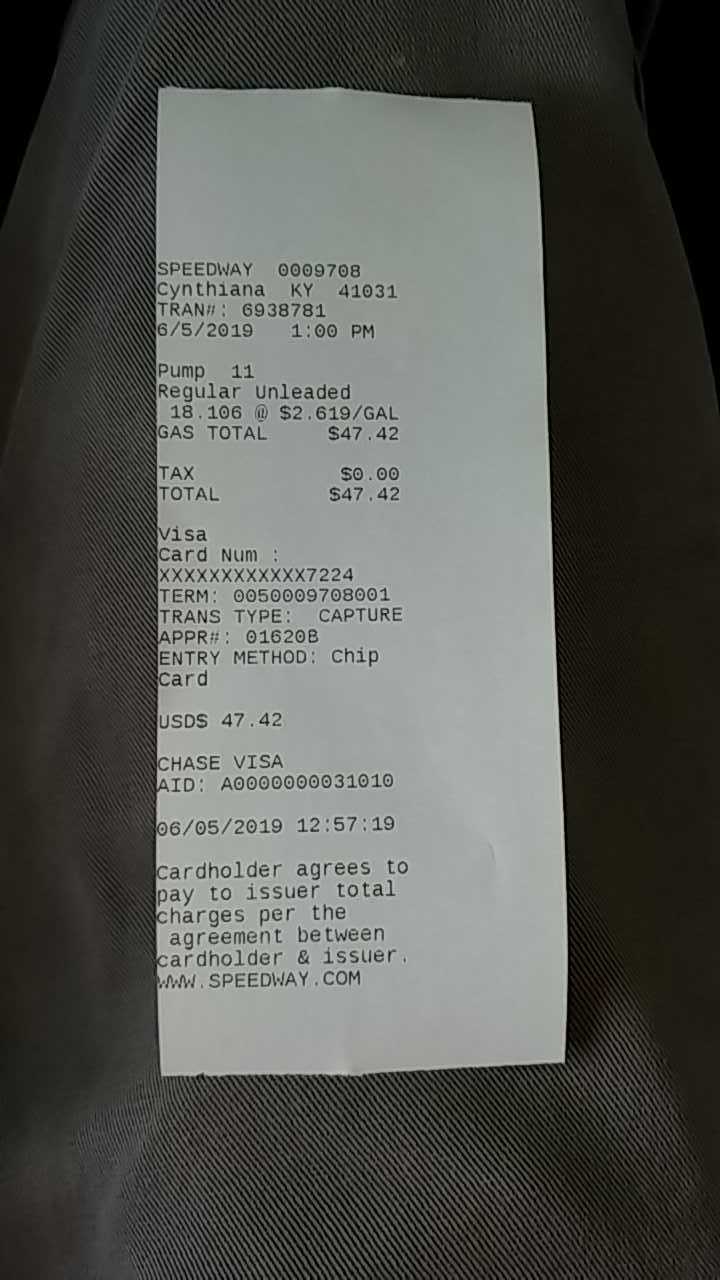 SPEEDWAY 0009708
Cynthiana KY 41031
TRAN#: 6938781
6/5/2019 1:00 PM
Pump 11
Regular Unleaded
18.106 @ $2.619/GAL
GAS TOTAL $47.42
TAX $0.00
TOTAL $47.42
Visa
Card Num :
XXXXXXXXXXXX7224
TERM: 0050009708001
TRANS TYPE: CAPTURE
APPR#: 01620B
ENTRY METHOD: Chip
Card
USD$ 47.42
CHASE VISA
AID: A0000000031010
06/05/2019 12:57:19
Cardholder agrees to
pay to issuer total
charges per the
agreement between
cardholder & issuer.
WWW.SPEEDWAY.COM